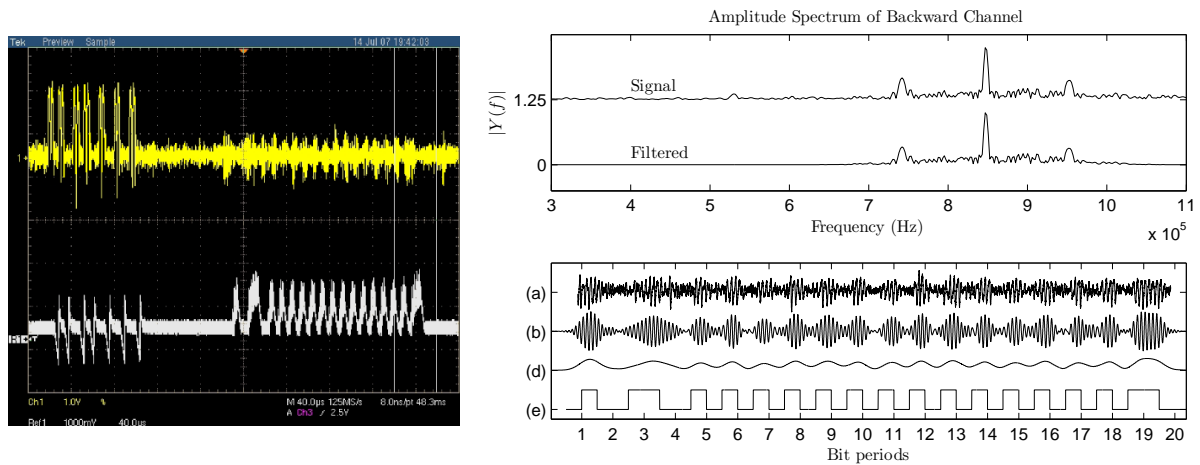 Tek Preview Sample 14 Jul 07 19:42:03
1
Ch1 1.0V M 40.0µs 125MS/s 8.0ns/pt 48.3ms
A Ch3 / 2.5V
Ref1 1000mV 40.0us
Amplitude Spectrum of Backward Channel
|Y(f)|
Signal
1.25
Filtered
0
3 4 5 6 7 8 9 10 11
Frequency (Hz)
x 10^5
(a)
(b)
(d)
(e)
1 2 3 4 5 6 7 8 9 10 11 12 13 14 15 16 17 18 19 20
Bit periods